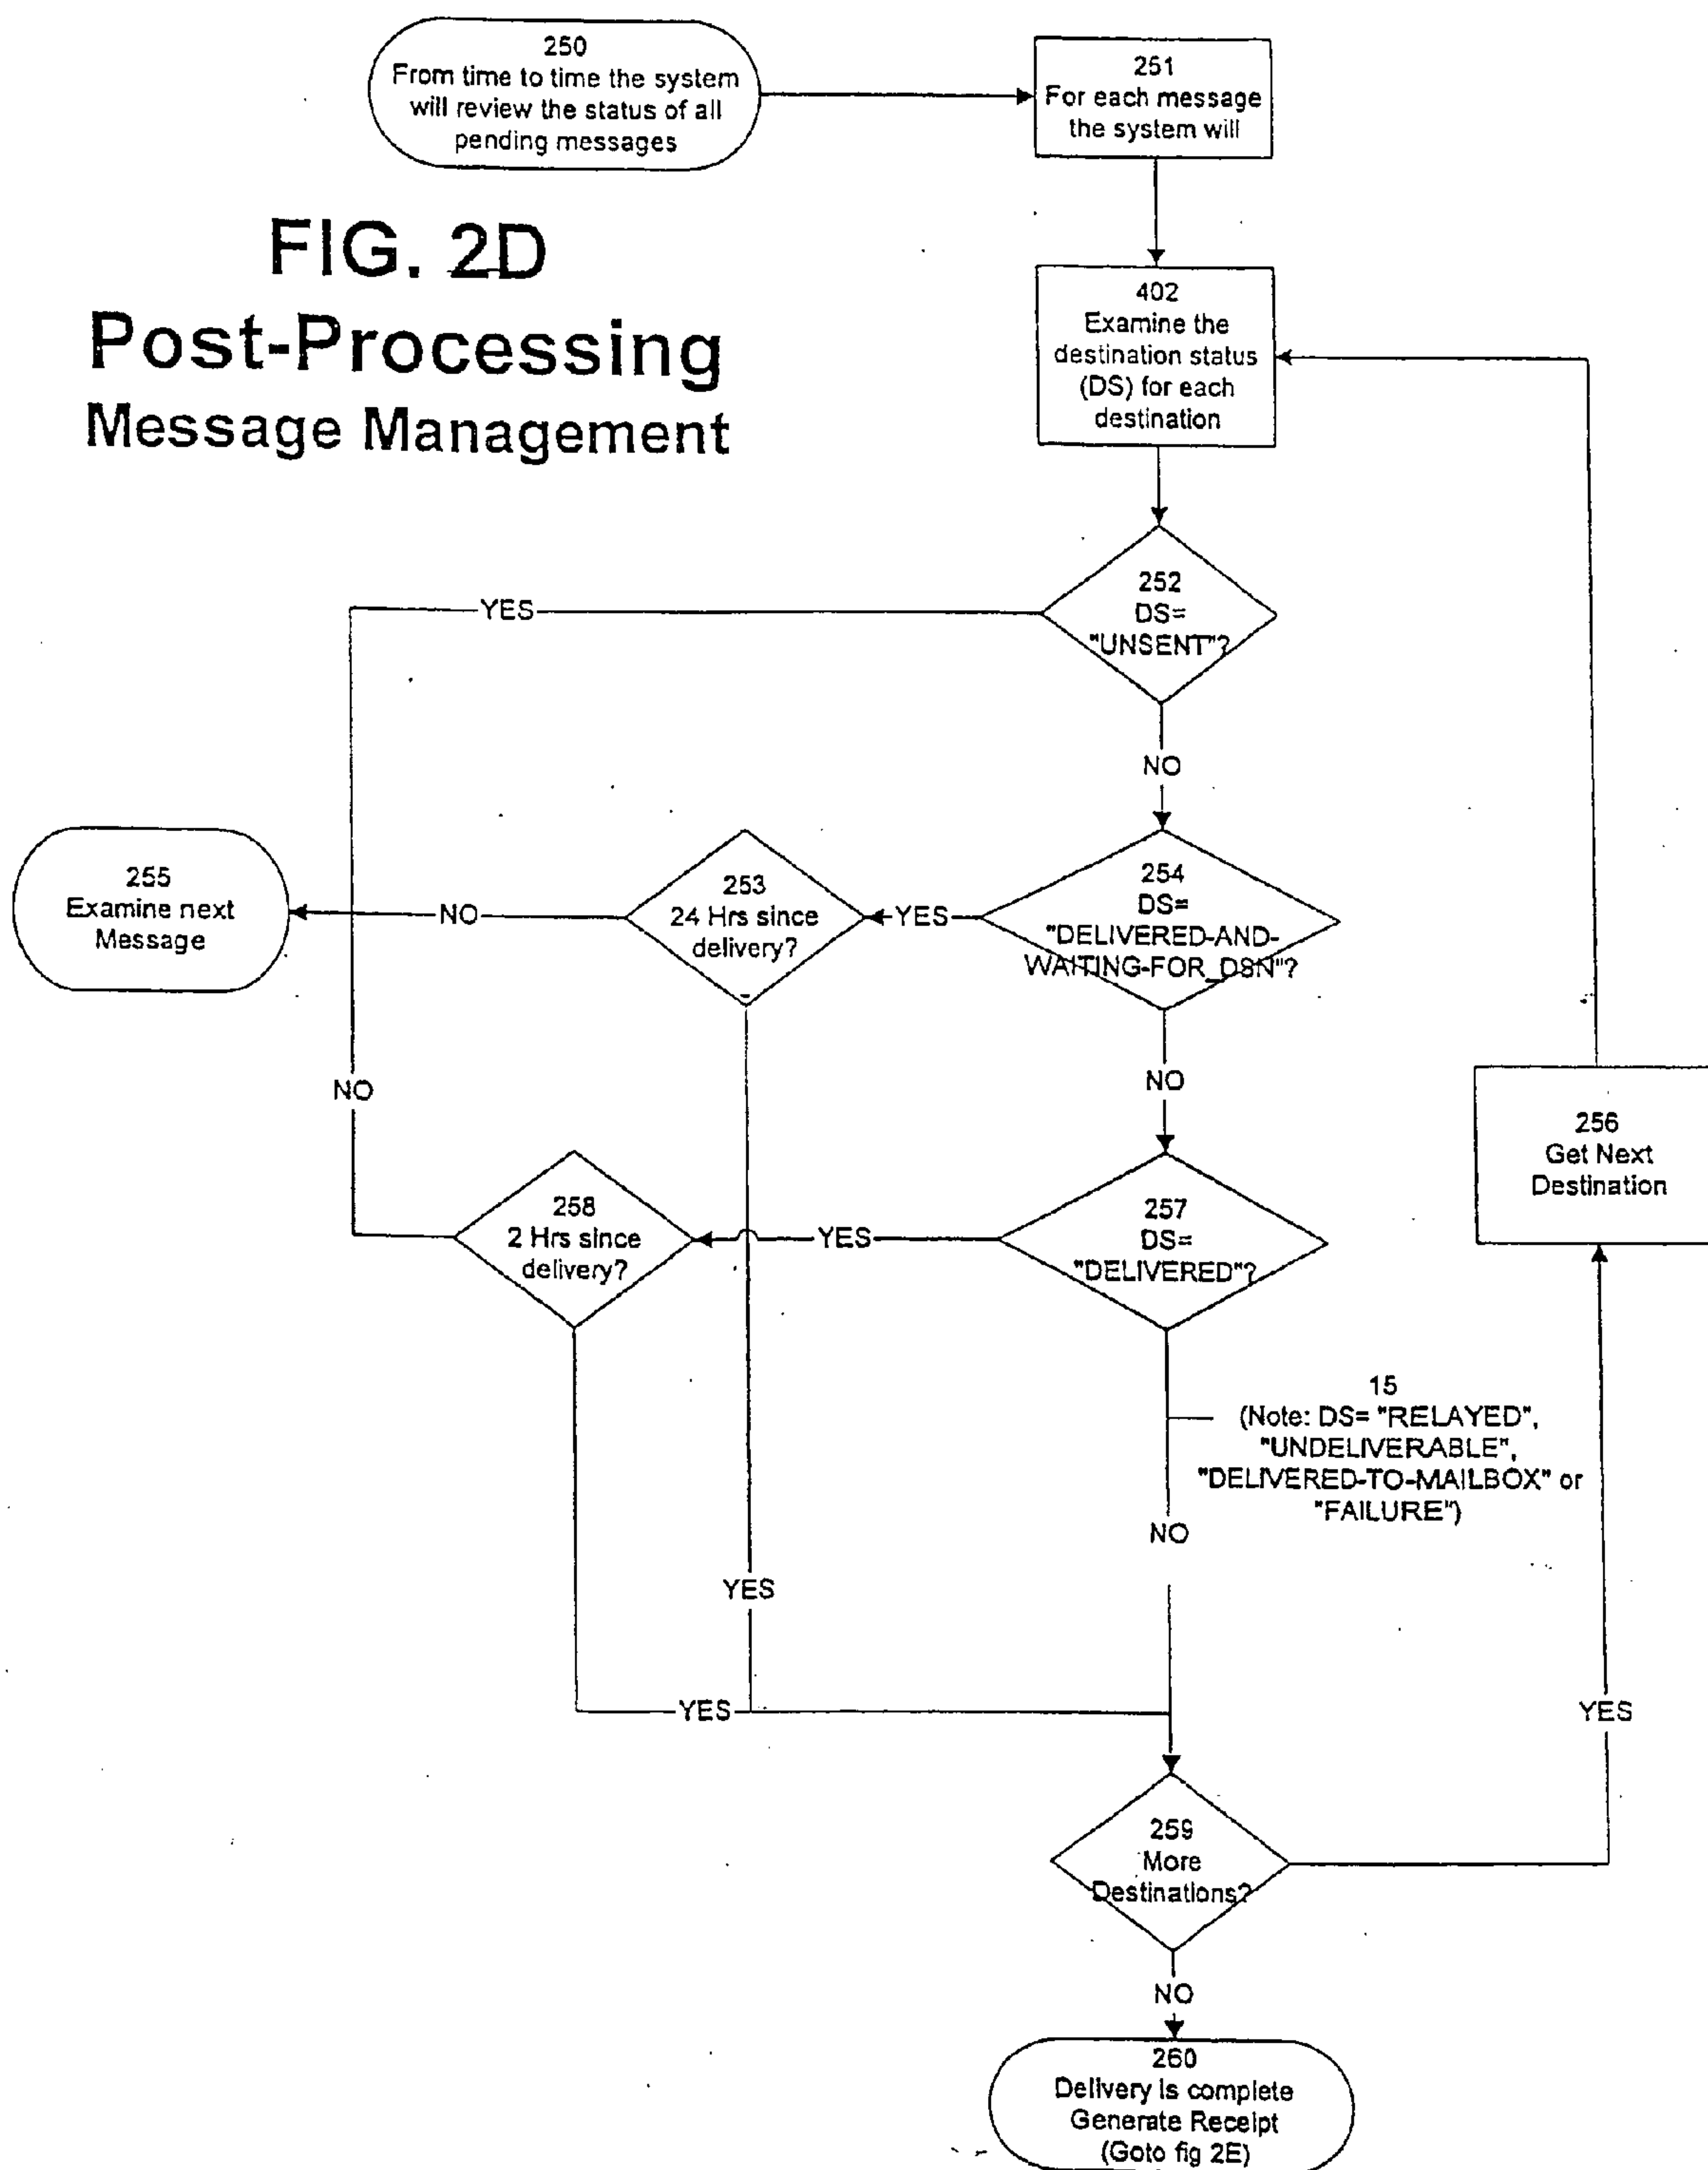 250
From time to time the system
will review the status of all
pending messages
251
For each message
the system will
FIG. 2D
Post-Processing
Message Management
402
Examine the
destination status
(DS) for each
destination
252
DS=
"UNSENT"?
YES
NO
255
Examine next
Message
NO
253
24 Hrs since
delivery?
YES
254
DS=
"DELIVERED-AND-
WAITING-FOR_DSN"?
NO
NO
256
Get Next
Destination
258
2 Hrs since
delivery?
YES
257
DS=
"DELIVERED"?
15
(Note: DS= "RELAYED",
"UNDELIVERABLE",
"DELIVERED-TO-MAILBOX" or
"FAILURE")
NO
YES
YES
YES
259
More
Destinations?
NO
260
Delivery is complete
Generate Receipt
(Goto fig 2E)